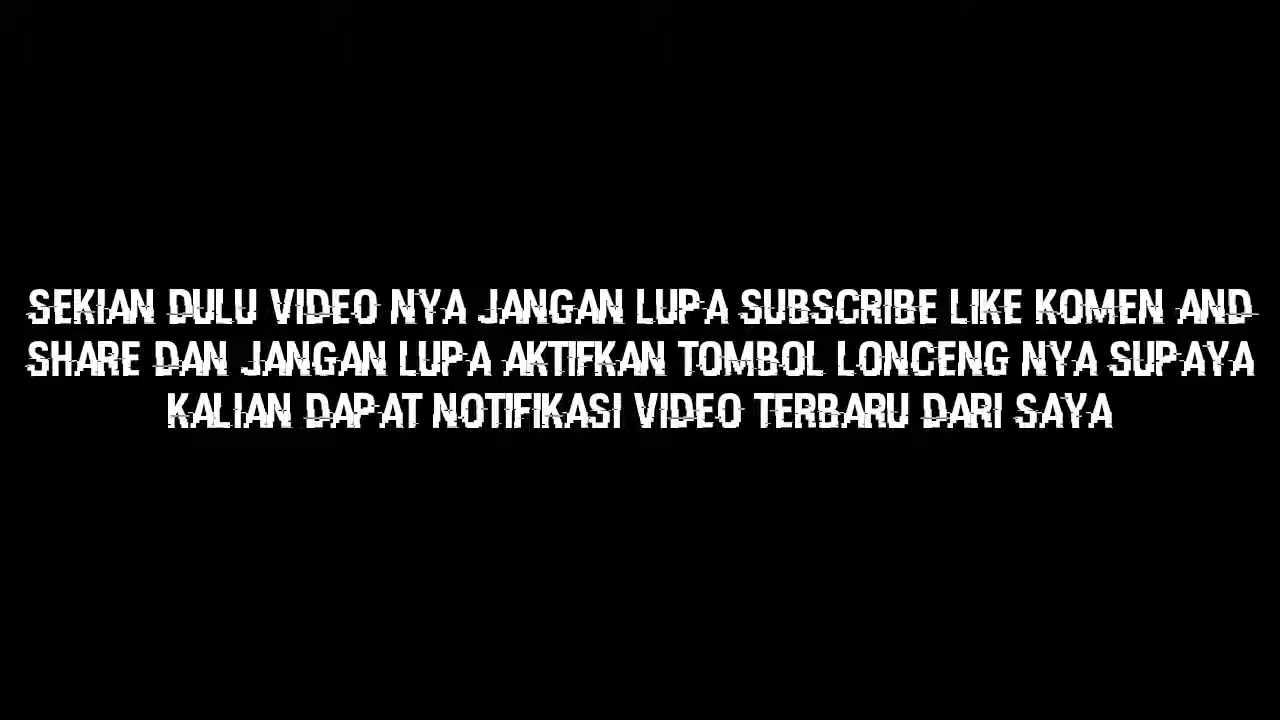 SEKIAN DULU VIDEO NYA JANGAN LUPA SUBSCRIBE LIKE KOMEN AND
SHARE DAN JANGAN LUPA AKTIFKAN TOMBOL LONCENG NYA SUPAYA
KALIAN DAPAT NOTIFIKASI VIDEO TERBARU DARI SAYA